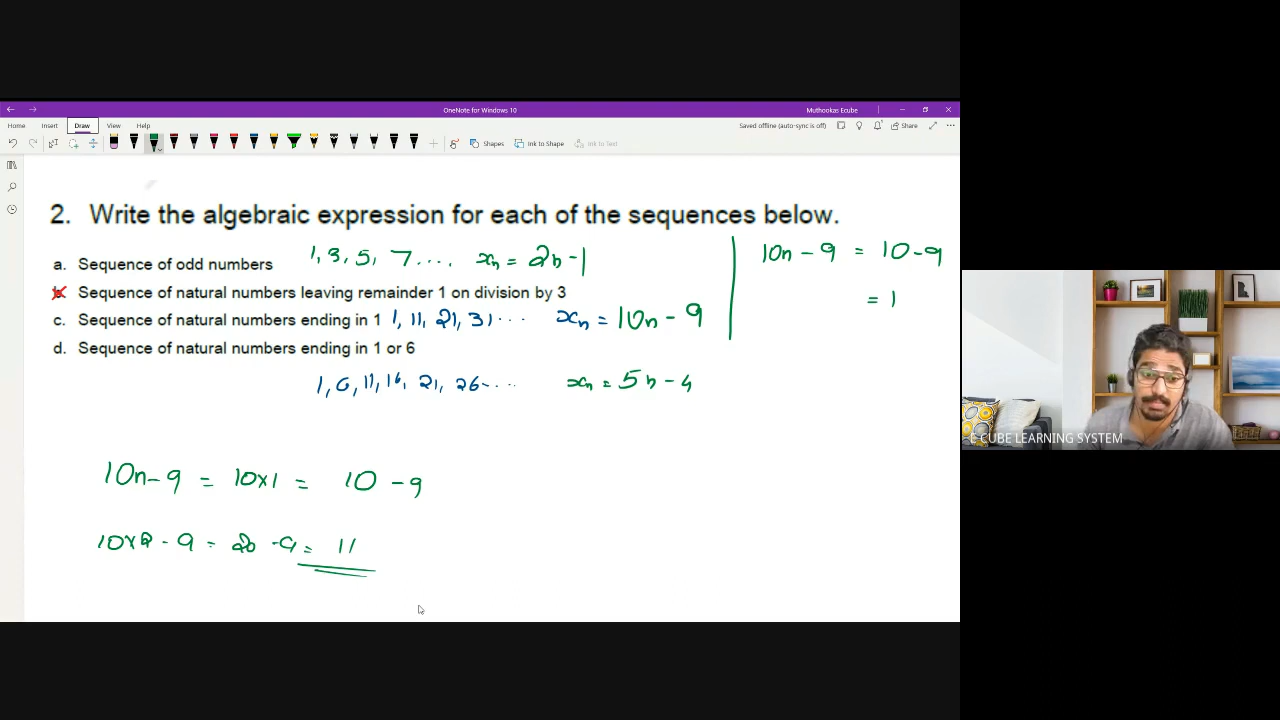 OneNote for Windows 10
Muthookas Ecube
Home Insert Draw View Help
Saved offline (auto-sync is off) Share
Shapes Ink to Shape Ink to Text
2. Write the algebraic expression for each of the sequences below.
a. Sequence of odd numbers 1, 3, 5, 7 .... xn = 2n - 1
10n - 9 = 10 - 9
= 1
b. Sequence of natural numbers leaving remainder 1 on division by 3
c. Sequence of natural numbers ending in 1 1, 11, 21, 31 ... xn = 10n - 9
d. Sequence of natural numbers ending in 1 or 6
1, 6, 11, 16, 21, 26 .... xn = 5n - 4
10n - 9 = 10x1 = 10 - 9
10x2 - 9 = 20 - 9 = 11
E CUBE LEARNING SYSTEM